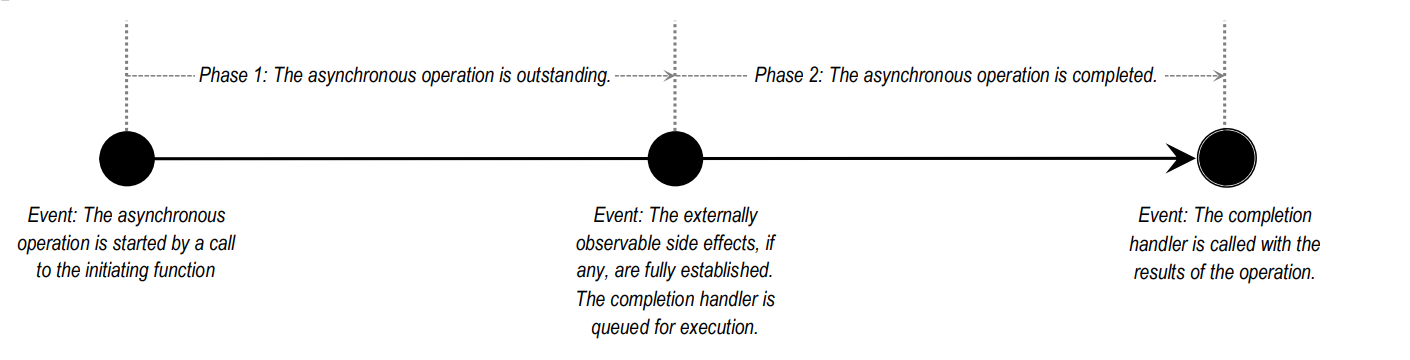 Phase 1: The asynchronous operation is outstanding.
Phase 2: The asynchronous operation is completed.
Event: The asynchronous
operation is started by a call
to the initiating function
Event: The externally
observable side effects, if
any, are fully established.
The completion handler is
queued for execution.
Event: The completion
handler is called with the
results of the operation.